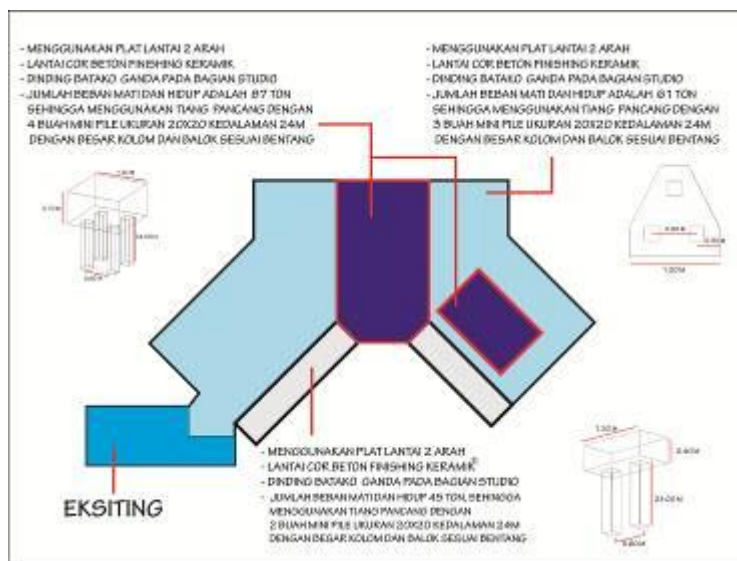 - MENGGUNAKAN PLAT LANTAI 2 ARAH
- LANTAI COR BETON FINISHING KERAMIK
- DINDING BATAKO GANDA PADA BAGIAN STUDIO
- JUMLAH BEBAN MATI DAN HIDUP ADALAH 87 TON
SEHINGGA MENGGUNAKAN TIANG PANCANG DENGAN
4 BUAH MINI PILE UKURAN 20X20 KEDALAMAN 24M
DENGAN BESAR KOLOM DAN BALOK SESUAI BENTANG
- MENGGUNAKAN PLAT LANTAI 2 ARAH
- LANTAI COR BETON FINISHING KERAMIK
- DINDING BATAKO GANDA PADA BAGIAN STUDIO
- JUMLAH BEBAN MATI DAN HIDUP ADALAH 61 TON
SEHINGGA MENGGUNAKAN TIANG PANCANG DENGAN
3 BUAH MINI PILE UKURAN 20X20 KEDALAMAN 24M
DENGAN BESAR KOLOM DAN BALOK SESUAI BENTANG
1.00 M
- MENGGUNAKAN PLAT LANTAI 2 ARAH
- LANTAI COR BETON FINISHING KERAMIK
- DINDING BATAKO GANDA PADA BAGIAN STUDIO
- JUMLAH BEBAN MATI DAN HIDUP 45 TON, SEHINGGA
MENGGUNAKAN TIANG PANCANG DENGAN
2 BUAH MINI PILE UKURAN 20X20 KEDALAMAN 24M
DENGAN BESAR KOLOM DAN BALOK SESUAI BENTANG
EKSITING